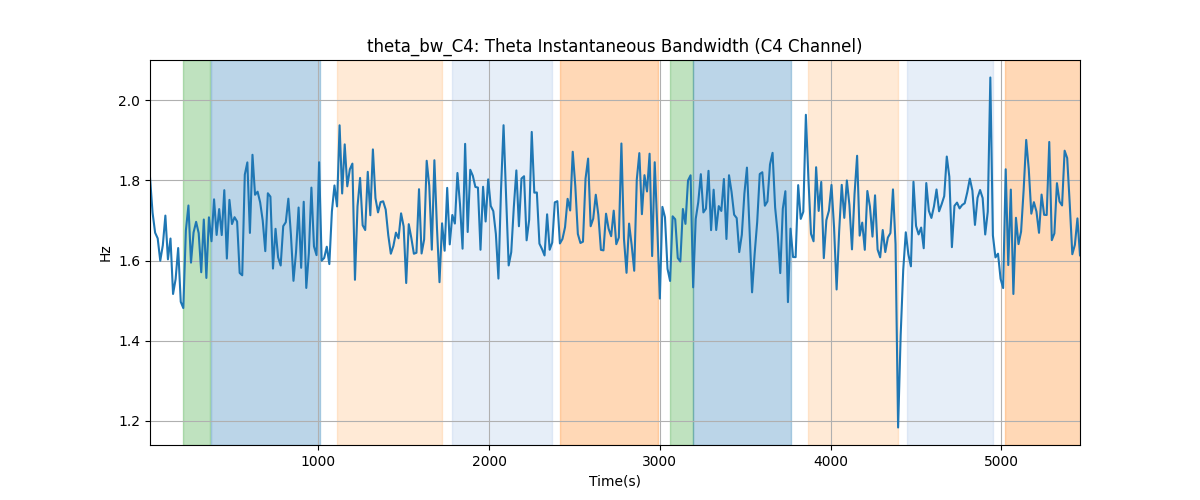 theta_bw_C4: Theta Instantaneous Bandwidth (C4 Channel)
2.0
1.8
1.6
1.4
1.2
Hz
1000 2000 3000 4000 5000
Time(s)